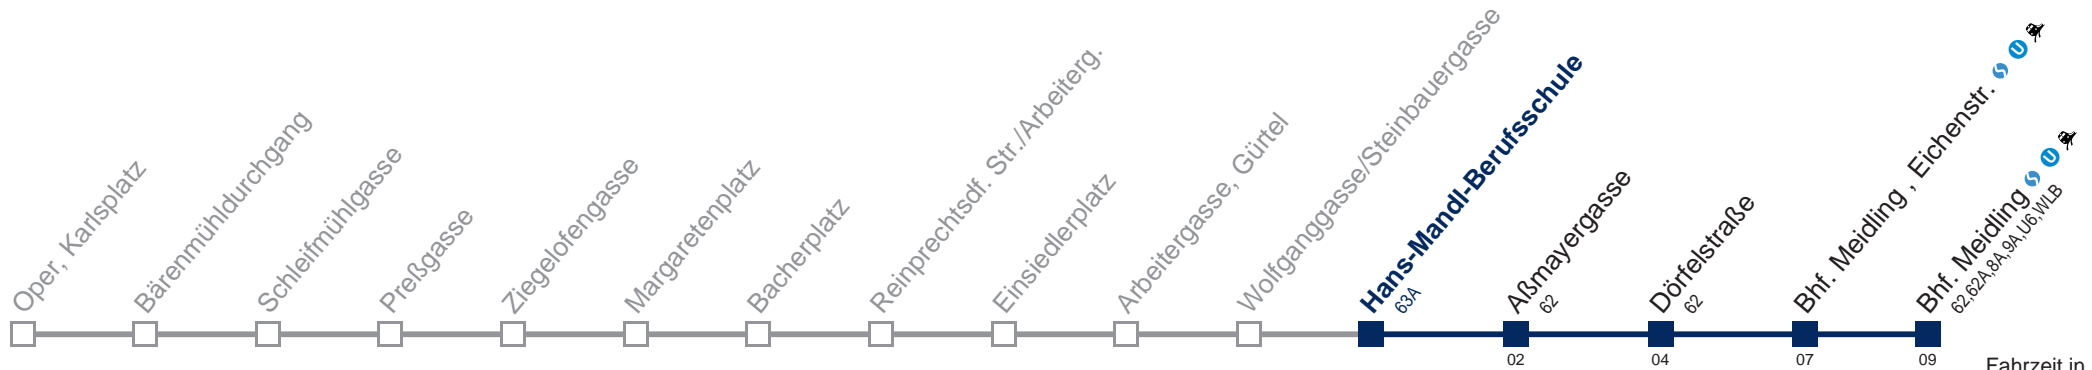 Oper, Karlsplatz
Bärenmühldurchgang
Schleifmühlgasse
Preßgasse
Ziegelofengasse
Margaretenplatz
Bacherplatz
Reinprechtsdf. Str./Arbeiterg.
Einsiedlerplatz
Arbeitergasse, Gürtel
Wolfganggasse/Steinbauergasse
Hans-Mandl-Berufsschule
63A
Aßmayergasse
62
Dörfelstraße
62
Bhf. Meidling , Eichenstr. S U
Bhf. Meidling S U
62,62A,8A,9A,U6,WLB
02
04
07
09
Fahrzeit in